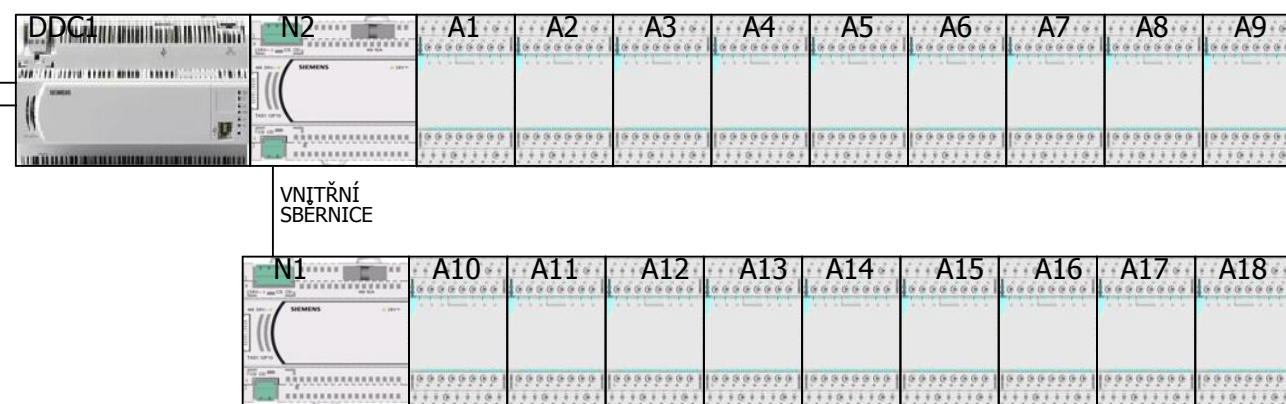 DDC1 N2 A1 A2 A3 A4 A5 A6 A7 A8 A9
SIEMENS SIEMENS
VNITŘNÍ
SBĚRNICE
N1 A10 A11 A12 A13 A14 A15 A16 A17 A18
SIEMENS